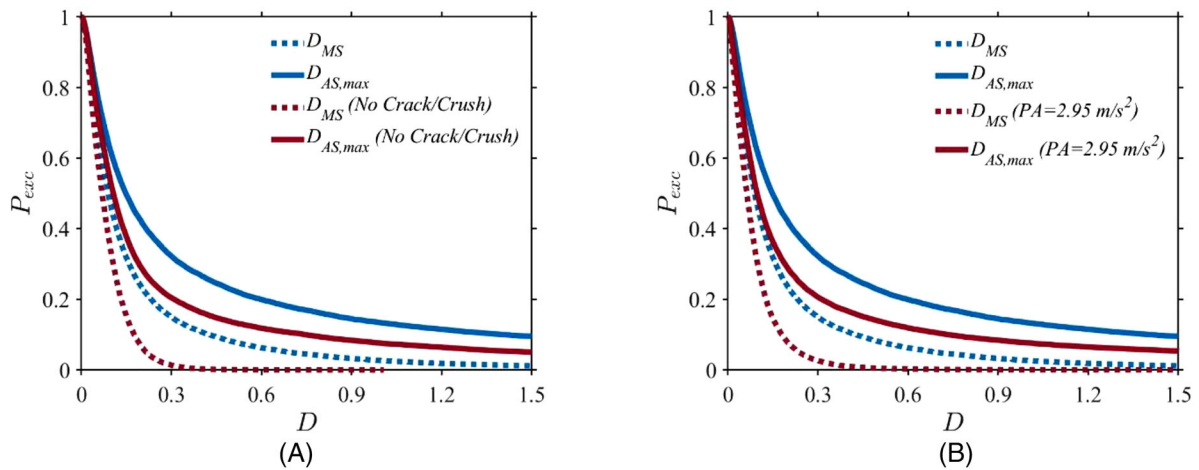 1
0.8
0.6
0.4
0.2
0
P_exc
0 0.3 0.6 0.9 1.2 1.5
D
D_MS
D_AS,max
D_MS (No Crack/Crush)
D_AS,max (No Crack/Crush)
(A)
1
0.8
0.6
0.4
0.2
0
P_exc
0 0.3 0.6 0.9 1.2 1.5
D
D_MS
D_AS,max
D_MS (PA=2.95 m/s²)
D_AS,max (PA=2.95 m/s²)
(B)